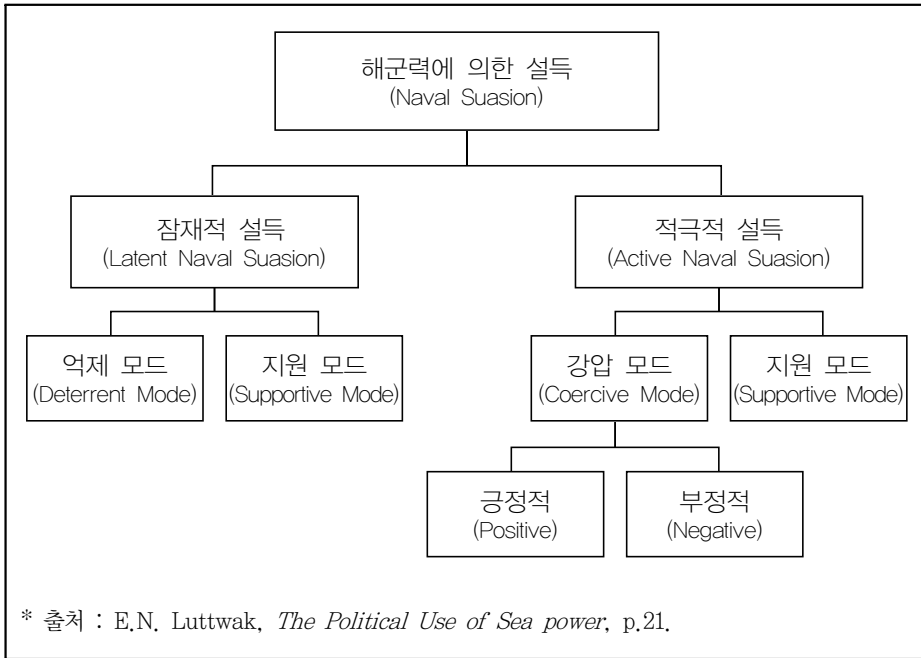 해군력에 의한 설득
(Naval Suasion)
잠재적 설득
(Latent Naval Suasion)
적극적 설득
(Active Naval Suasion)
억제 모드
(Deterrent Mode)
지원 모드
(Supportive Mode)
강압 모드
(Coercive Mode)
지원 모드
(Supportive Mode)
긍정적
(Positive)
부정적
(Negative)
* 출처 : E.N. Luttwak, The Political Use of Sea power, p.21.